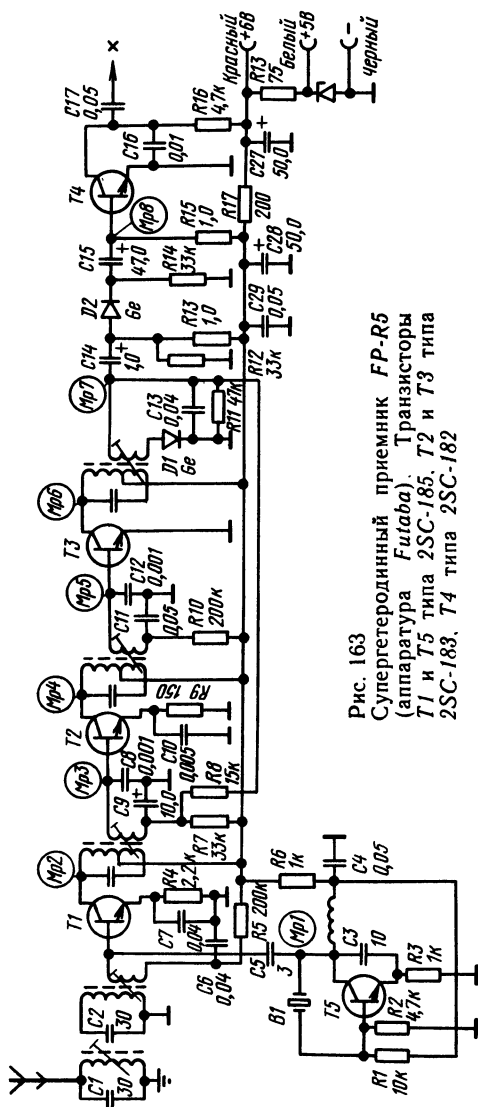 C1
30
C2
30
T1
Мр2
R4
2,2к
C7
0,04
C6
0,04
R5
200к
C5
3
Мр1
B1
T5
R1
10к
R2
4,7к
R3
1к
C3
10
C4
0,05
R6
1к
R7
33к
R8
15к
C9
10,0
+
C8
0,001
Мр3
T2
Мр4
R9 150
C10
0,005
C11
0,05
C12
0,001
R10
200к
Мр5
T3
Мр6
D1
Ge
C13
0,04
R11 47к
Мр7
C14
1,0
+
R12
33к
R13
1,0
D2
Ge
C15
47,0
+
R14
33к
R15
1,0
Мр8
T4
C16
0,01
C17
0,05
x
R16
4,7к
C29
0,05
C28
50,0
+
R17
200
C27
50,0
+
Красный
+6В
R13
75
Белый
+5В
−
Черный
Рис. 163
Супергетеродинный приемник FP-R5
(аппаратура Futaba). Транзисторы
T1 и T5 типа 2SC-185, T2 и T3 типа
2SC-183, T4 типа 2SC-182